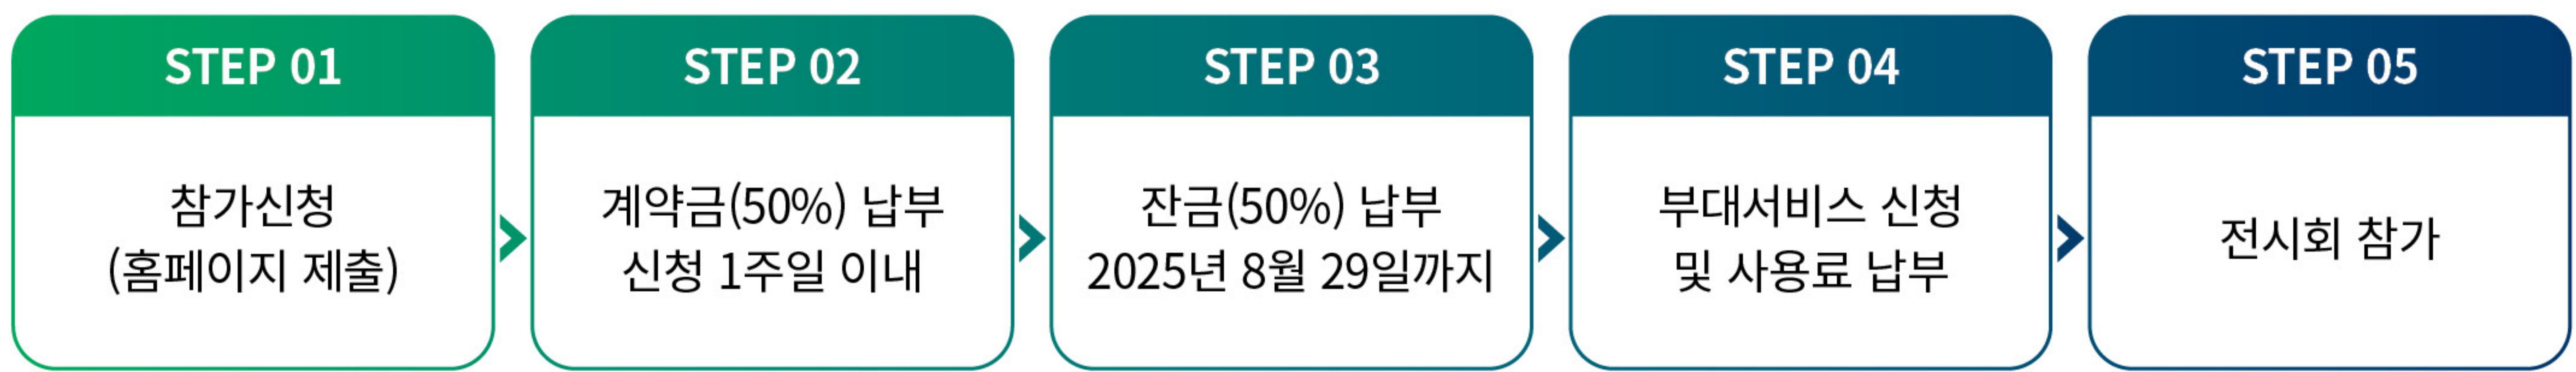 STEP 01
참가신청
(홈페이지 제출)
STEP 02
계약금(50%) 납부
신청 1주일 이내
STEP 03
잔금(50%) 납부
2025년 8월 29일까지
STEP 04
부대서비스 신청
및 사용료 납부
STEP 05
전시회 참가